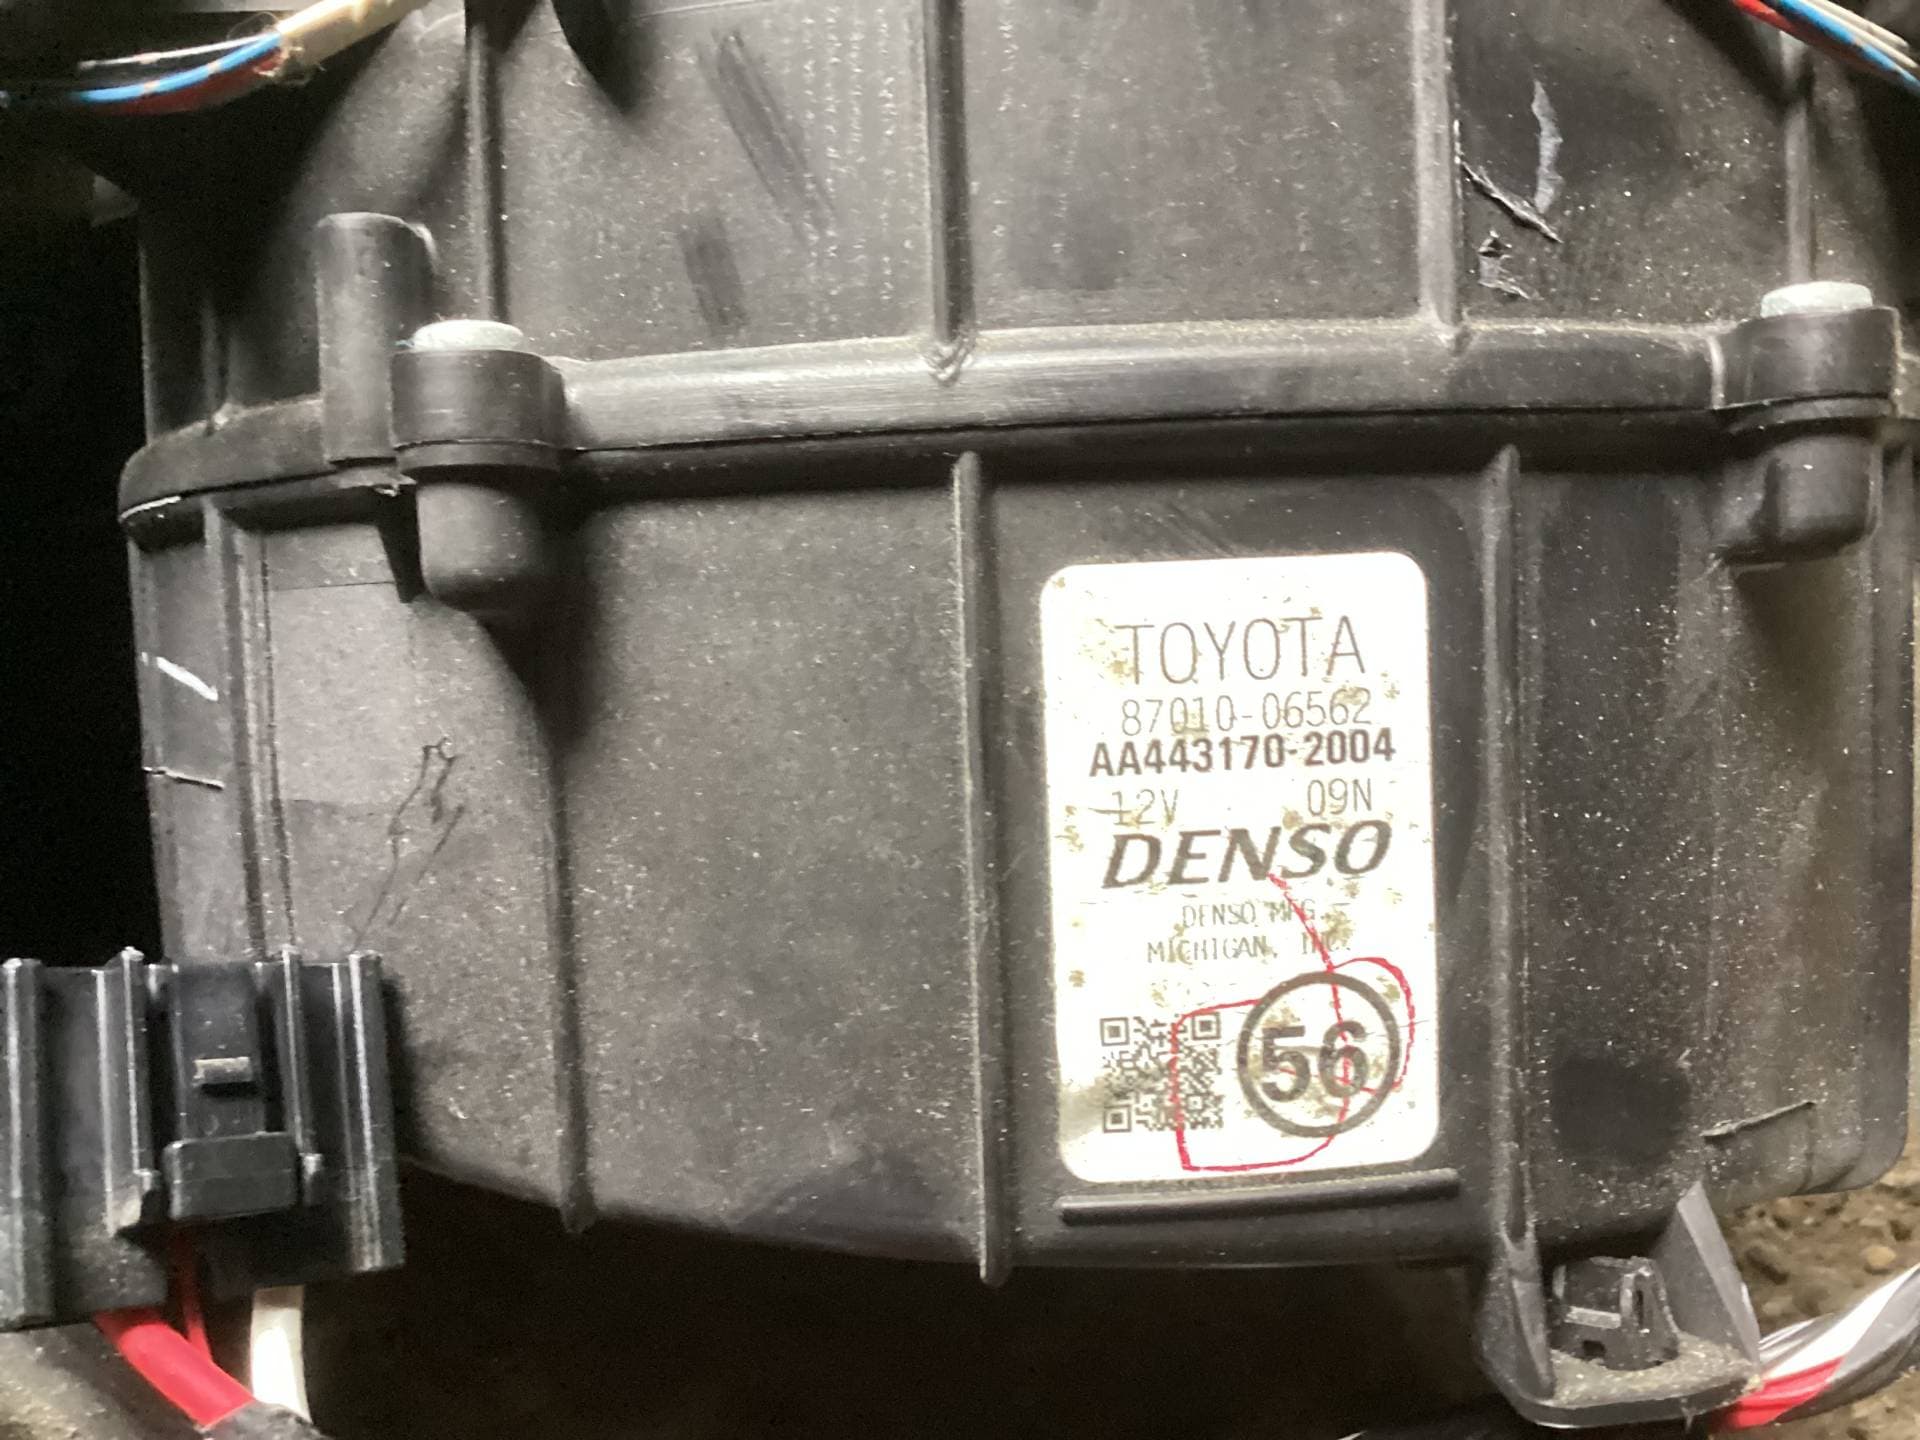 TOYOTA
87010-06562
AA443170-2004
12V 09N
DENSO
DENSO MFG.
MICHIGAN, INC.
56